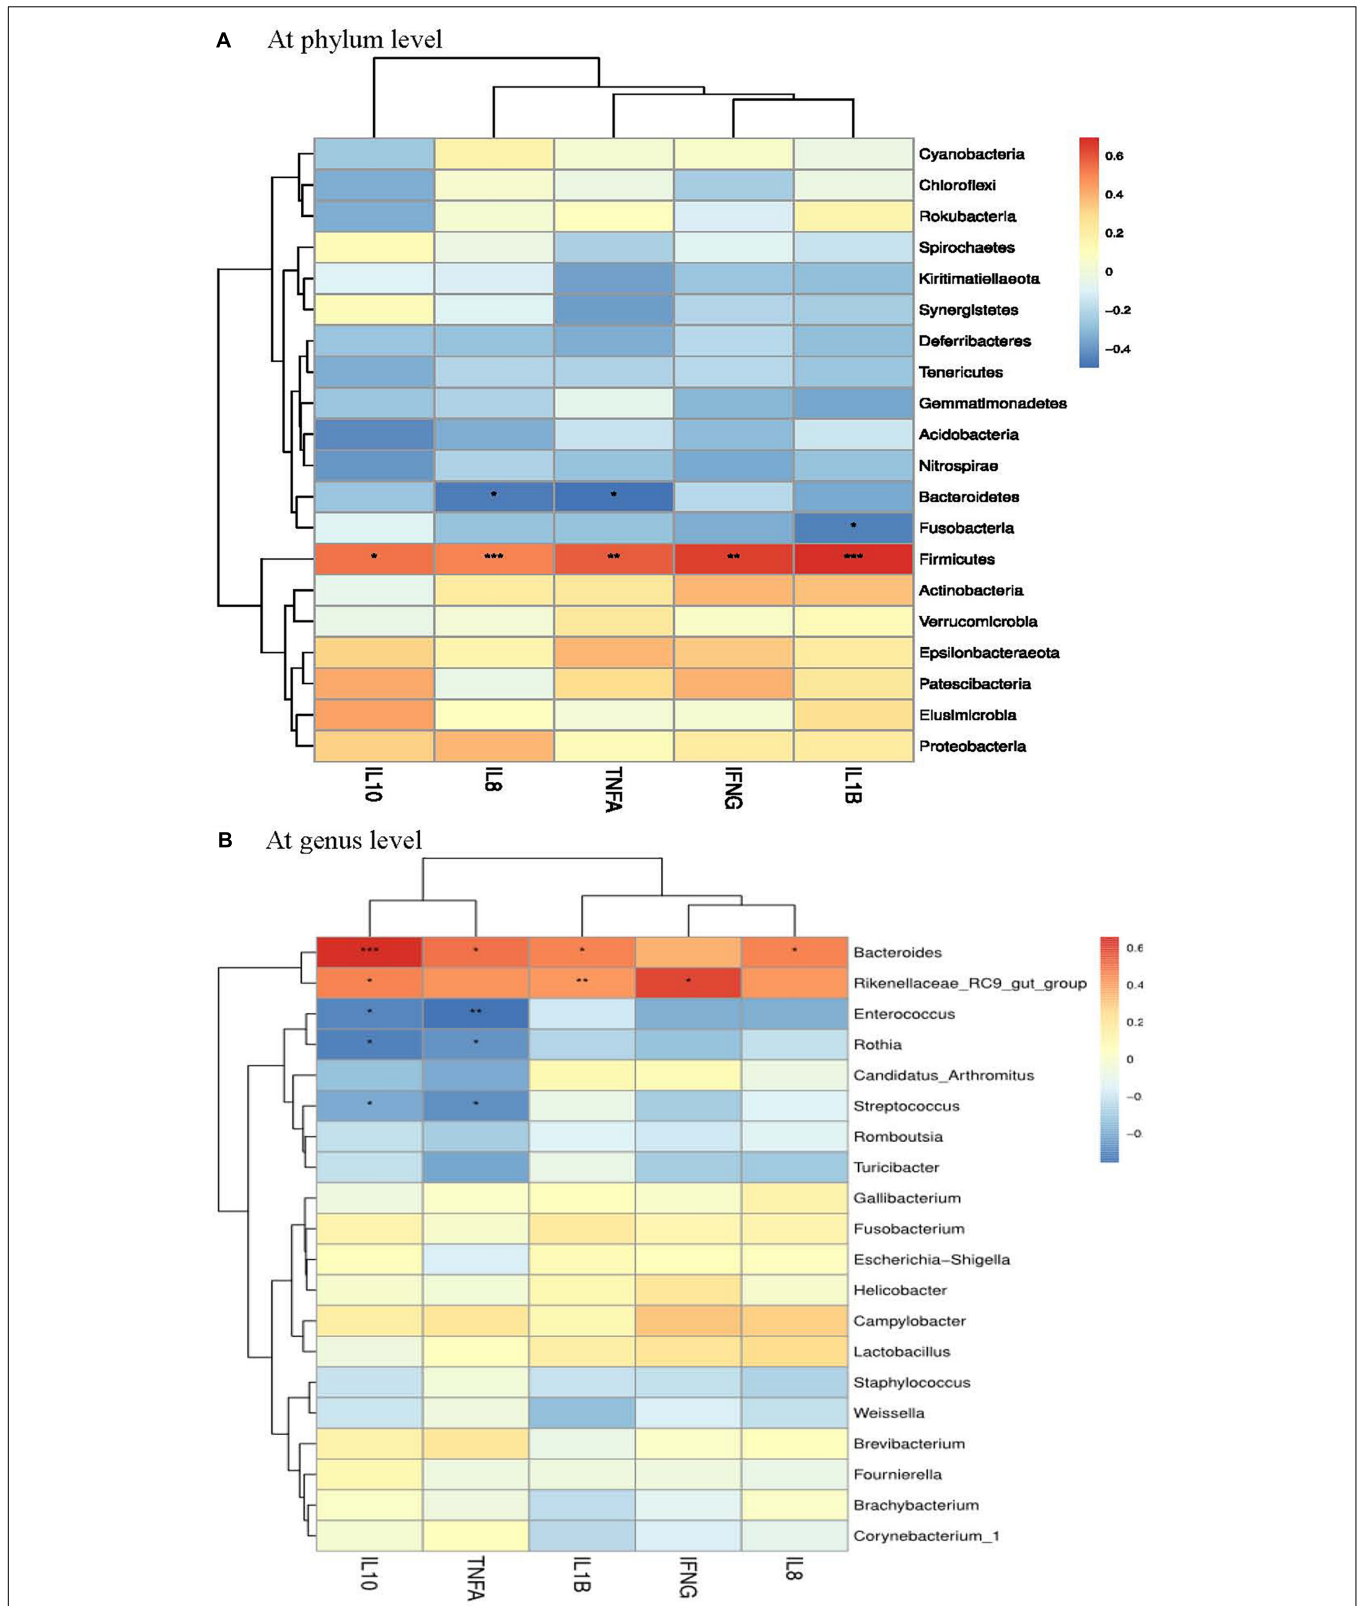 A At phylum level
Cyanobacteria
Chloroflexi
Rokubacteria
Spirochaetes
Kiritimatiellaeota
Synergistetes
Deferribacteres
Tenericutes
Gemmatimonadetes
Acidobacteria
Nitrospirae
* * Bacteroidetes
* Fusobacteria
* *** ** ** *** Firmicutes
Actinobacteria
Verrucomicrobia
Epsilonbacteraeota
Patescibacteria
Elusimicrobia
Proteobacteria
0.6
0.4
0.2
0
−0.2
−0.4
IL10 IL8 TNFA IFNG IL1B
B At genus level
*** * * * Bacteroides
* ** * Rikenellaceae_RC9_gut_group
* ** Enterococcus
* * Rothia
Candidatus_Arthromitus
* * Streptococcus
Romboutsia
Turicibacter
Gallibacterium
Fusobacterium
Escherichia−Shigella
Helicobacter
Campylobacter
Lactobacillus
Staphylococcus
Weissella
Brevibacterium
Fournierella
Brachybacterium
Corynebacterium_1
0.6
0.4
0.2
0
−0
−0
IL10 TNFA IL1B IFNG IL8